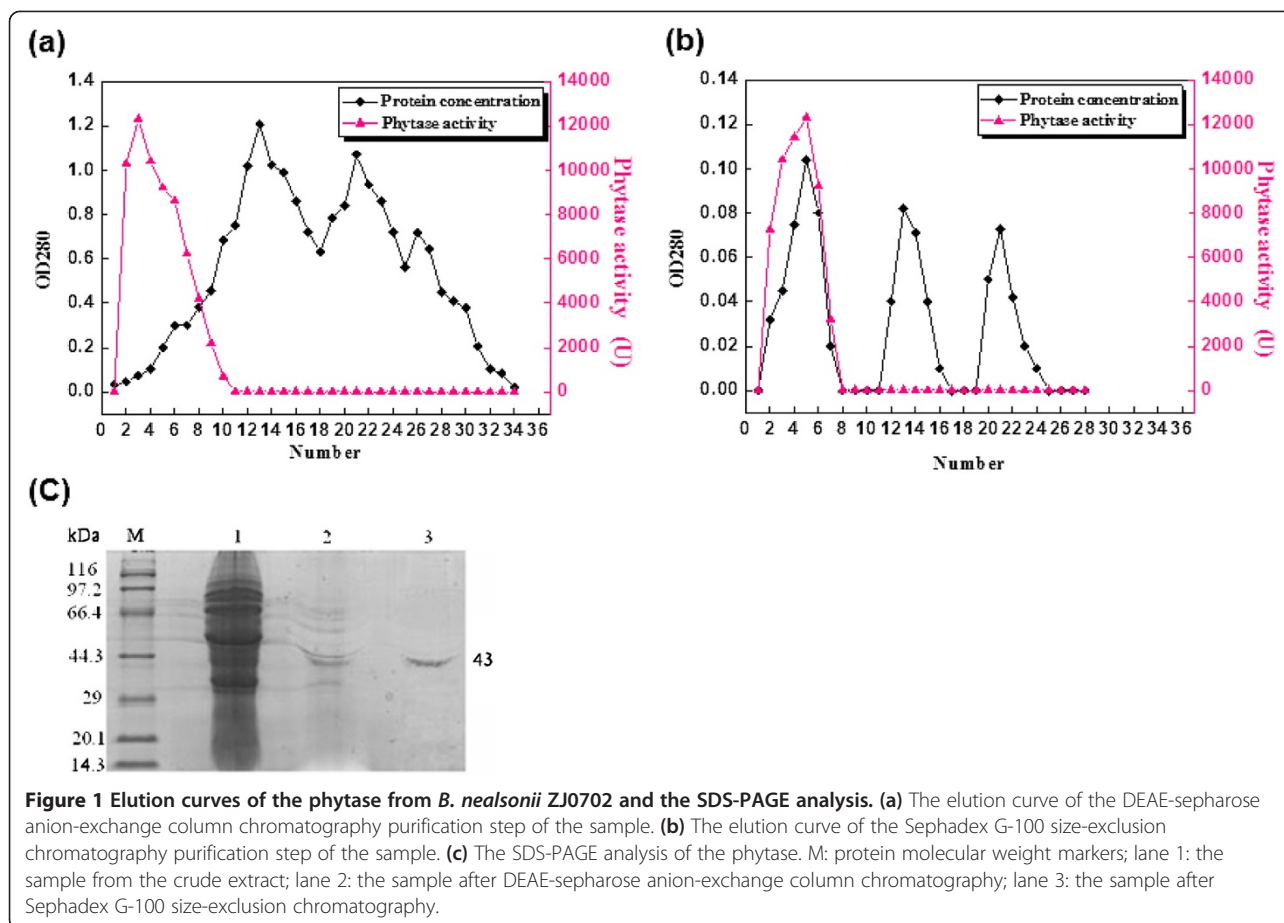 (a)
1.4
1.2
1.0
0.8
0.6
0.4
0.2
0.0
OD280
Protein concentration
Phytase activity
14000
12000
10000
8000
6000
4000
2000
0
Phytase activity (U)
0 2 4 6 8 10 12 14 16 18 20 22 24 26 28 30 32 34 36
Number
(b)
0.14
0.12
0.10
0.08
0.06
0.04
0.02
0.00
OD280
Protein concentration
Phytase activity
14000
12000
10000
8000
6000
4000
2000
0
Phytase activity (U)
0 2 4 6 8 10 12 14 16 18 20 22 24 26 28 30 32 34 36
Number
(C)
kDa M 1 2 3
116
97.2
66.4
44.3
43
29
20.1
14.3
Figure 1 Elution curves of the phytase from B. nealsonii ZJ0702 and the SDS-PAGE analysis. (a) The elution curve of the DEAE-sepharose
anion-exchange column chromatography purification step of the sample. (b) The elution curve of the Sephadex G-100 size-exclusion
chromatography purification step of the sample. (c) The SDS-PAGE analysis of the phytase. M: protein molecular weight markers; lane 1: the
sample from the crude extract; lane 2: the sample after DEAE-sepharose anion-exchange column chromatography; lane 3: the sample after
Sephadex G-100 size-exclusion chromatography.